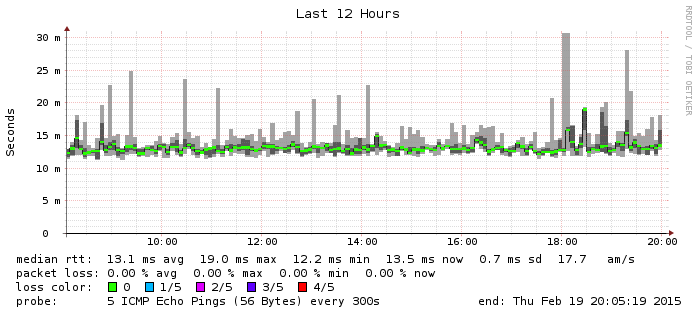 Last 12 Hours
RRDTOOL / TOBI OETIKER
Seconds
30 m
25 m
20 m
15 m
10 m
5 m
0
10:00 12:00 14:00 16:00 18:00 20:00
median rtt: 13.1 ms avg 19.0 ms max 12.2 ms min 13.5 ms now 0.7 ms sd 17.7 am/s
packet loss: 0.00 % avg 0.00 % max 0.00 % min 0.00 % now
loss color: 0 1/5 2/5 3/5 4/5
probe: 5 ICMP Echo Pings (56 Bytes) every 300s end: Thu Feb 19 20:05:19 2015